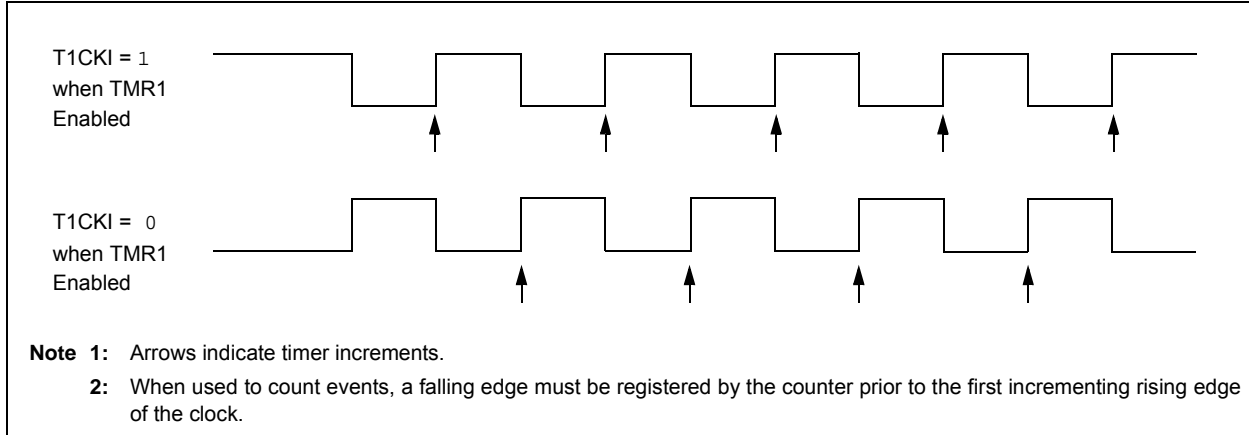 T1CKI = 1
when TMR1
Enabled
T1CKI = 0
when TMR1
Enabled
Note 1: Arrows indicate timer increments.
2: When used to count events, a falling edge must be registered by the counter prior to the first incrementing rising edge
of the clock.